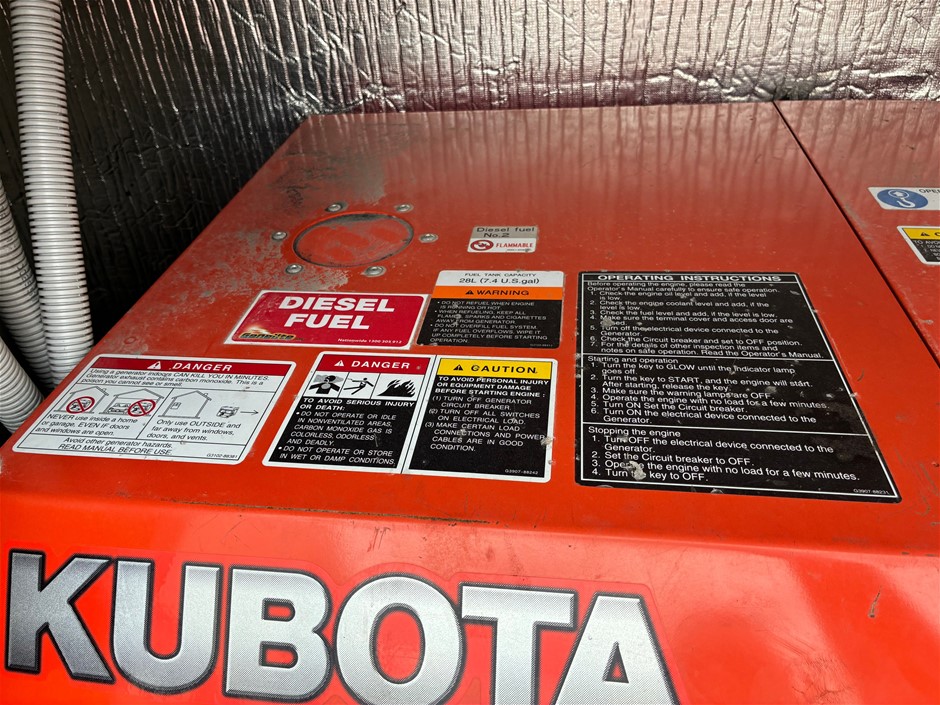 Diesel fuel
No.2
FLAMMABLE
OPE
FUEL TANK CAPACITY
28L (7.4 U.S.gal)
WARNING
• DO NOT REFUEL WHEN ENGINE
IS RUNNING OR HOT.
• WHEN REFUELING, KEEP ALL
FLAMES, SPARKS AND CIGARETTES
AWAY FROM GENERATOR.
• DO NOT OVERFILL FUEL SYSTEM.
IF ANY FUEL OVERFLOWS, WIPE IT
UP COMPLETELY BEFORE STARTING
OPERATION.
DIESEL
FUEL
Nationwide 1300
DANGER
Using a generator indoors CAN KILL YOU IN MINUTES.
Generator exhaust contains carbon monoxide. This is a
poison you cannot see or smell.
NEVER use inside a home
or garage, EVEN IF doors
and windows are open.
Only use OUTSIDE and
far away from windows,
doors, and vents.
Avoid other generator hazards.
READ MANUAL BEFORE USE.
DANGER
TO AVOID SERIOUS INJURY
OR DEATH:
• DO NOT OPERATE OR IDLE
IN NONVENTILATED AREAS.
CARBON MONOXIDE GAS IS
COLORLESS, ODORLESS,
AND DEADLY.
• DO NOT OPERATE OR STORE
IN WET OR DAMP CONDITIONS.
CAUTION
TO AVOID PERSONAL INJURY
OR EQUIPMENT DAMAGE
BEFORE STARTING ENGINE :
(1) TURN OFF GENERATOR
CIRCUIT BREAKER.
(2) TURN OFF ALL SWITCHES
ON ELECTRICAL LOAD.
(3) MAKE CERTAIN LOAD
CONNECTIONS AND POWER
CABLES ARE IN GOOD
CONDITION.
OPERATING INSTRUCTIONS
Before operating the engine, please read the
Operator's Manual carefully to ensure safe operation.
1. Check the engine oil level and add, if the level
is low.
2. Check the engine coolant level and add, if the
level is low.
3. Check the fuel level and add, if level is low.
4. Make sure the terminal cover and access door are
5. Turn off the electrical device connected to the
Generator.
6. Check the Circuit breaker and set to OFF position.
7. For the details of other inspection items and
notes on safe operation. Read the Operator's Manual.
Starting and operation
1. Turn the key to GLOW until the indicator lamp
goes off.
2. Turn the key to START, and the engine will start.
After starting, release the key.
3. Make sure the warning lamps are OFF.
4. Operate the engine with no load for a few minutes.
5. Turn ON Set the Circuit breaker.
6. Turn ON the electrical device connected to the
Generator.
Stopping the engine
1. Turn OFF the electrical device connected to the
Generator.
2. Set the Circuit breaker to OFF.
3. Operate the engine with no load for a few minutes.
4. Turn the key to OFF.
KUBOTA